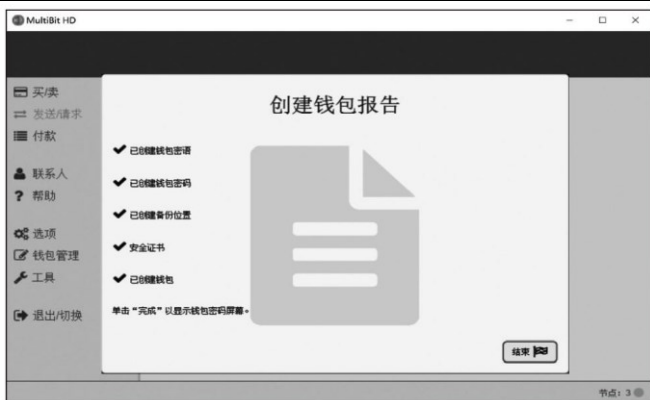 MultiBit HD
买/卖
发送/请求
付款
联系人
帮助
选项
钱包管理
工具
退出/切换
创建钱包报告
已创建钱包密语
已创建钱包密码
已创建备份位置
安全证书
已创建钱包
单击“完成”以显示钱包密码屏幕。
结束
节点：3